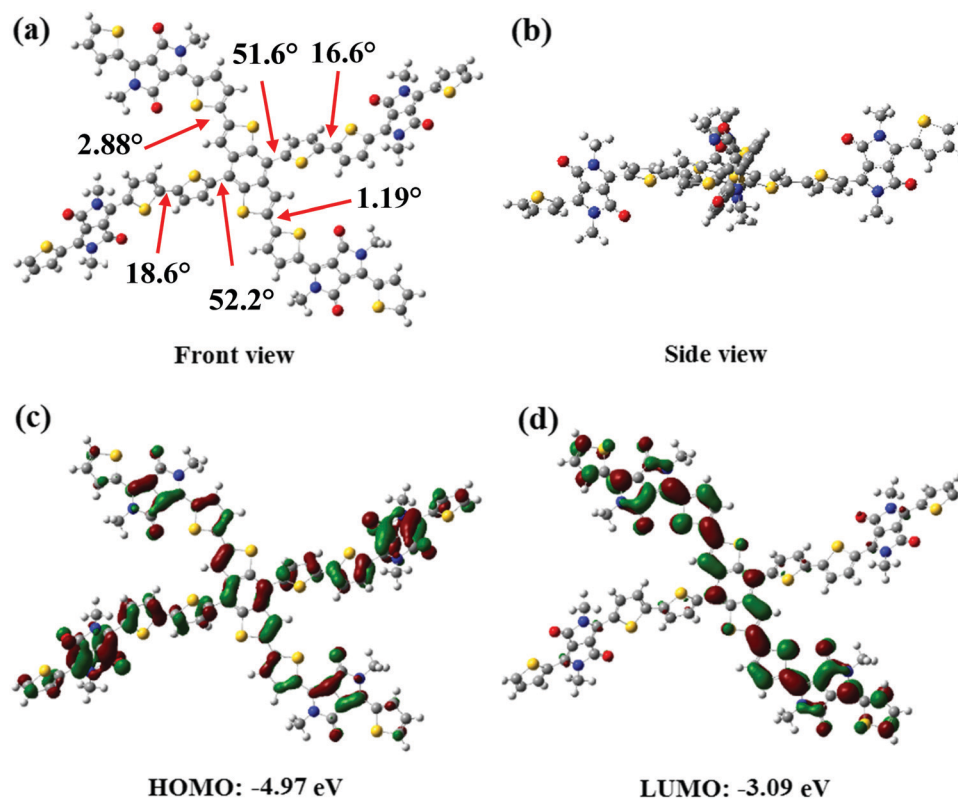 (a)
(b)
51.6°
16.6°
2.88°
1.19°
18.6°
52.2°
Front view
Side view
(c)
(d)
HOMO: -4.97 eV
LUMO: -3.09 eV